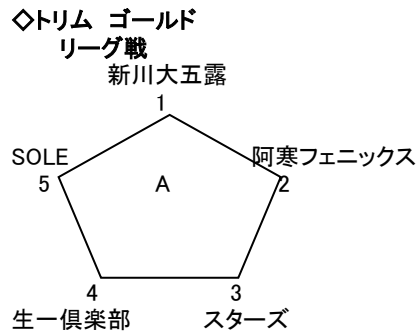 ◇トリム ゴールド
リーグ戦
新川大五露
1
SOLE
阿寒フェニックス
5
A
2
4
3
生一倶楽部
スターズ